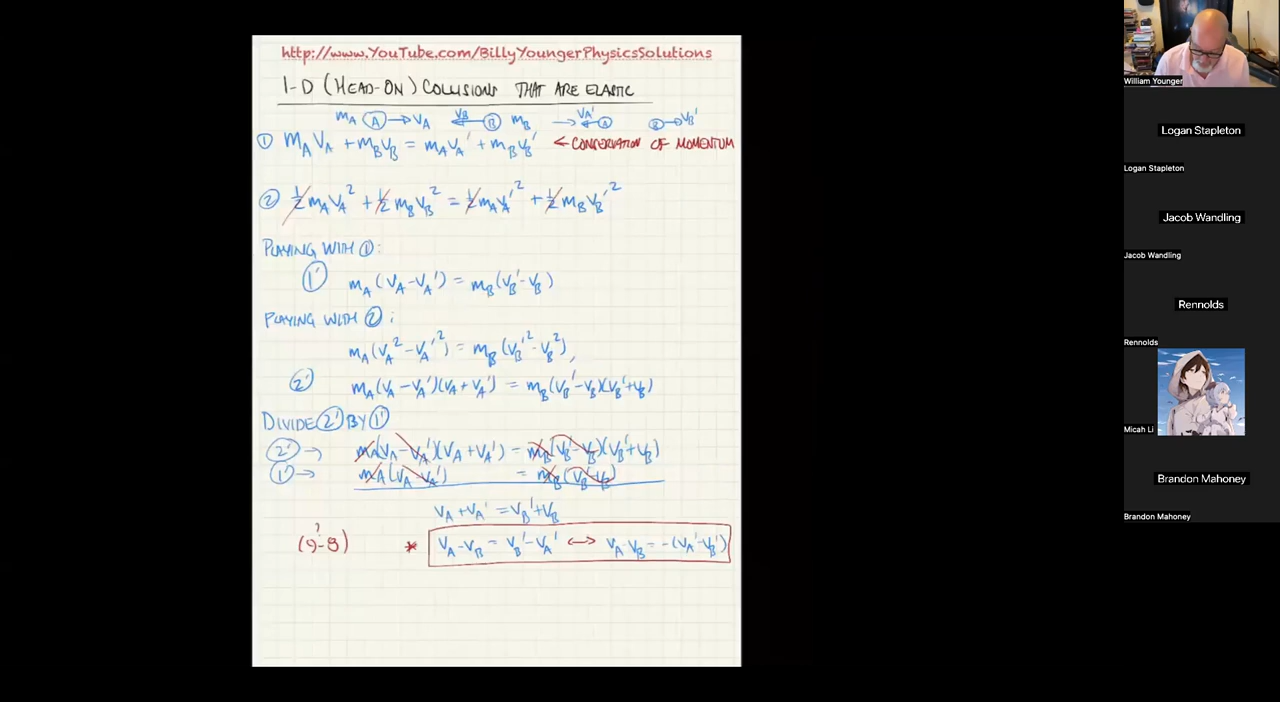 http://www.YouTube.com/BillyYoungerPhysicsSolutions
1-D (HEAD-ON) COLLISIONS THAT ARE ELASTIC
mA A → vA vB ← B mB → vA' ← A B → vB'
① mAvA + mBvB = mAvA' + mBvB' ← CONSERVATION OF MOMENTUM
② ½mAvA² + ½mBvB² = ½mAvA'² + ½mBvB'²
PLAYING WITH ①:
①' mA(vA - vA') = mB(vB' - vB)
PLAYING WITH ②:
mA(vA² - vA'²) = mB(vB'² - vB²),
②' mA(vA - vA')(vA + vA') = mB(vB' - vB)(vB' + vB)
DIVIDE ②' BY ①'
②' → mA(vA - vA')(vA + vA') = mB(vB' - vB)(vB' + vB)
①' → mA(vA - vA') = mB(vB' - vB)
vA + vA' = vB' + vB
(9-8) ? * vA - vB = vB' - vA' ↔ vA - vB = -(vA' - vB')
William Younger
Logan Stapleton
Logan Stapleton
Jacob Wandling
Jacob Wandling
Rennolds
Rennolds
Micah Li
Brandon Mahoney
Brandon Mahoney